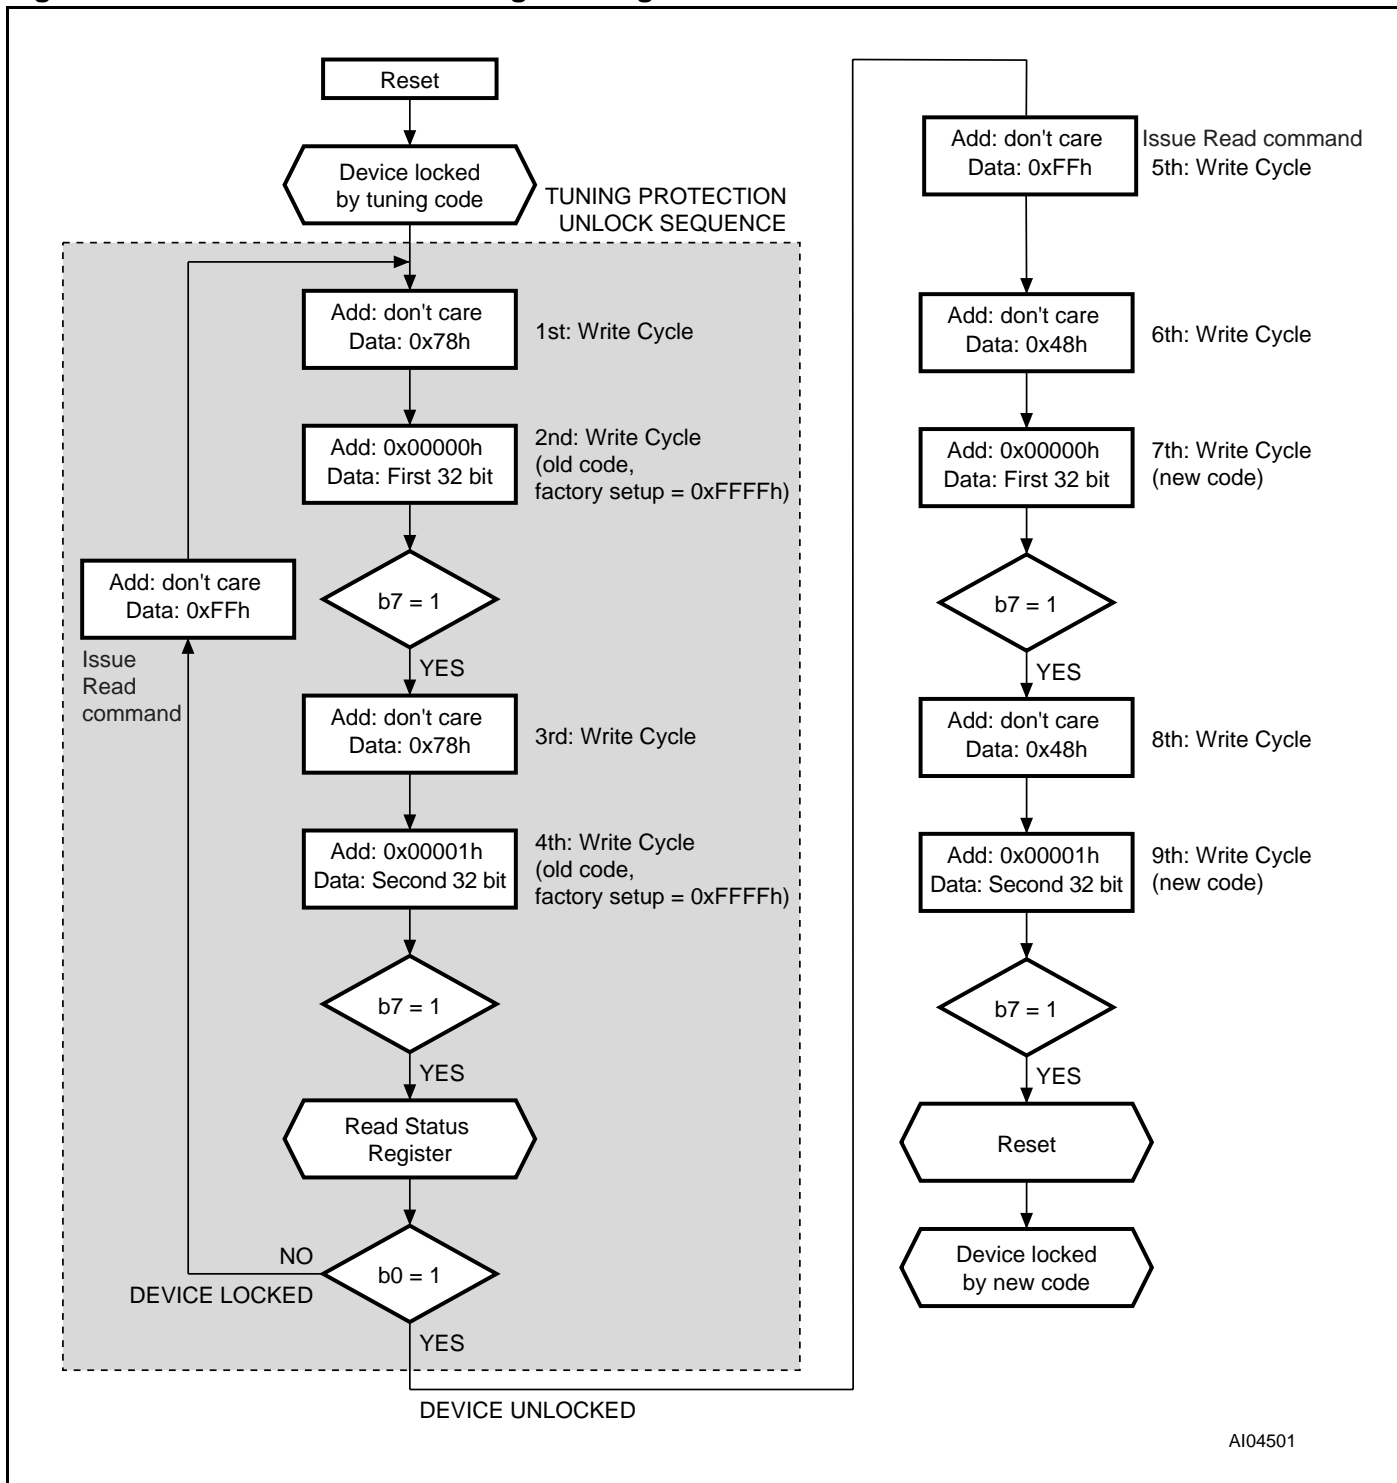 Reset
Device locked
by tuning code
TUNING PROTECTION
UNLOCK SEQUENCE
Add: don't care
Data: 0x78h
1st: Write Cycle
Add: 0x00000h
Data: First 32 bit
2nd: Write Cycle
(old code,
factory setup = 0xFFFFh)
b7 = 1
YES
Add: don't care
Data: 0xFFh
Issue
Read
command
Add: don't care
Data: 0x78h
3rd: Write Cycle
Add: 0x00001h
Data: Second 32 bit
4th: Write Cycle
(old code,
factory setup = 0xFFFFh)
b7 = 1
YES
Read Status
Register
b0 = 1
NO
DEVICE LOCKED
YES
DEVICE UNLOCKED
Add: don't care
Data: 0xFFh
Issue Read command
5th: Write Cycle
Add: don't care
Data: 0x48h
6th: Write Cycle
Add: 0x00000h
Data: First 32 bit
7th: Write Cycle
(new code)
b7 = 1
YES
Add: don't care
Data: 0x48h
8th: Write Cycle
Add: 0x00001h
Data: Second 32 bit
9th: Write Cycle
(new code)
b7 = 1
YES
Reset
Device locked
by new code
AI04501